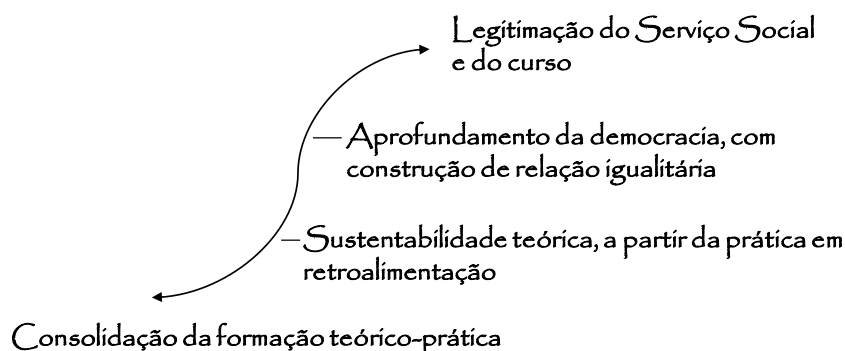 Legitimação do Serviço Social
e do curso
Aprofundamento da democracia, com
construção de relação igualitária
Sustentabilidade teórica, a partir da prática em
retroalimentação
Consolidação da formação teórico-prática